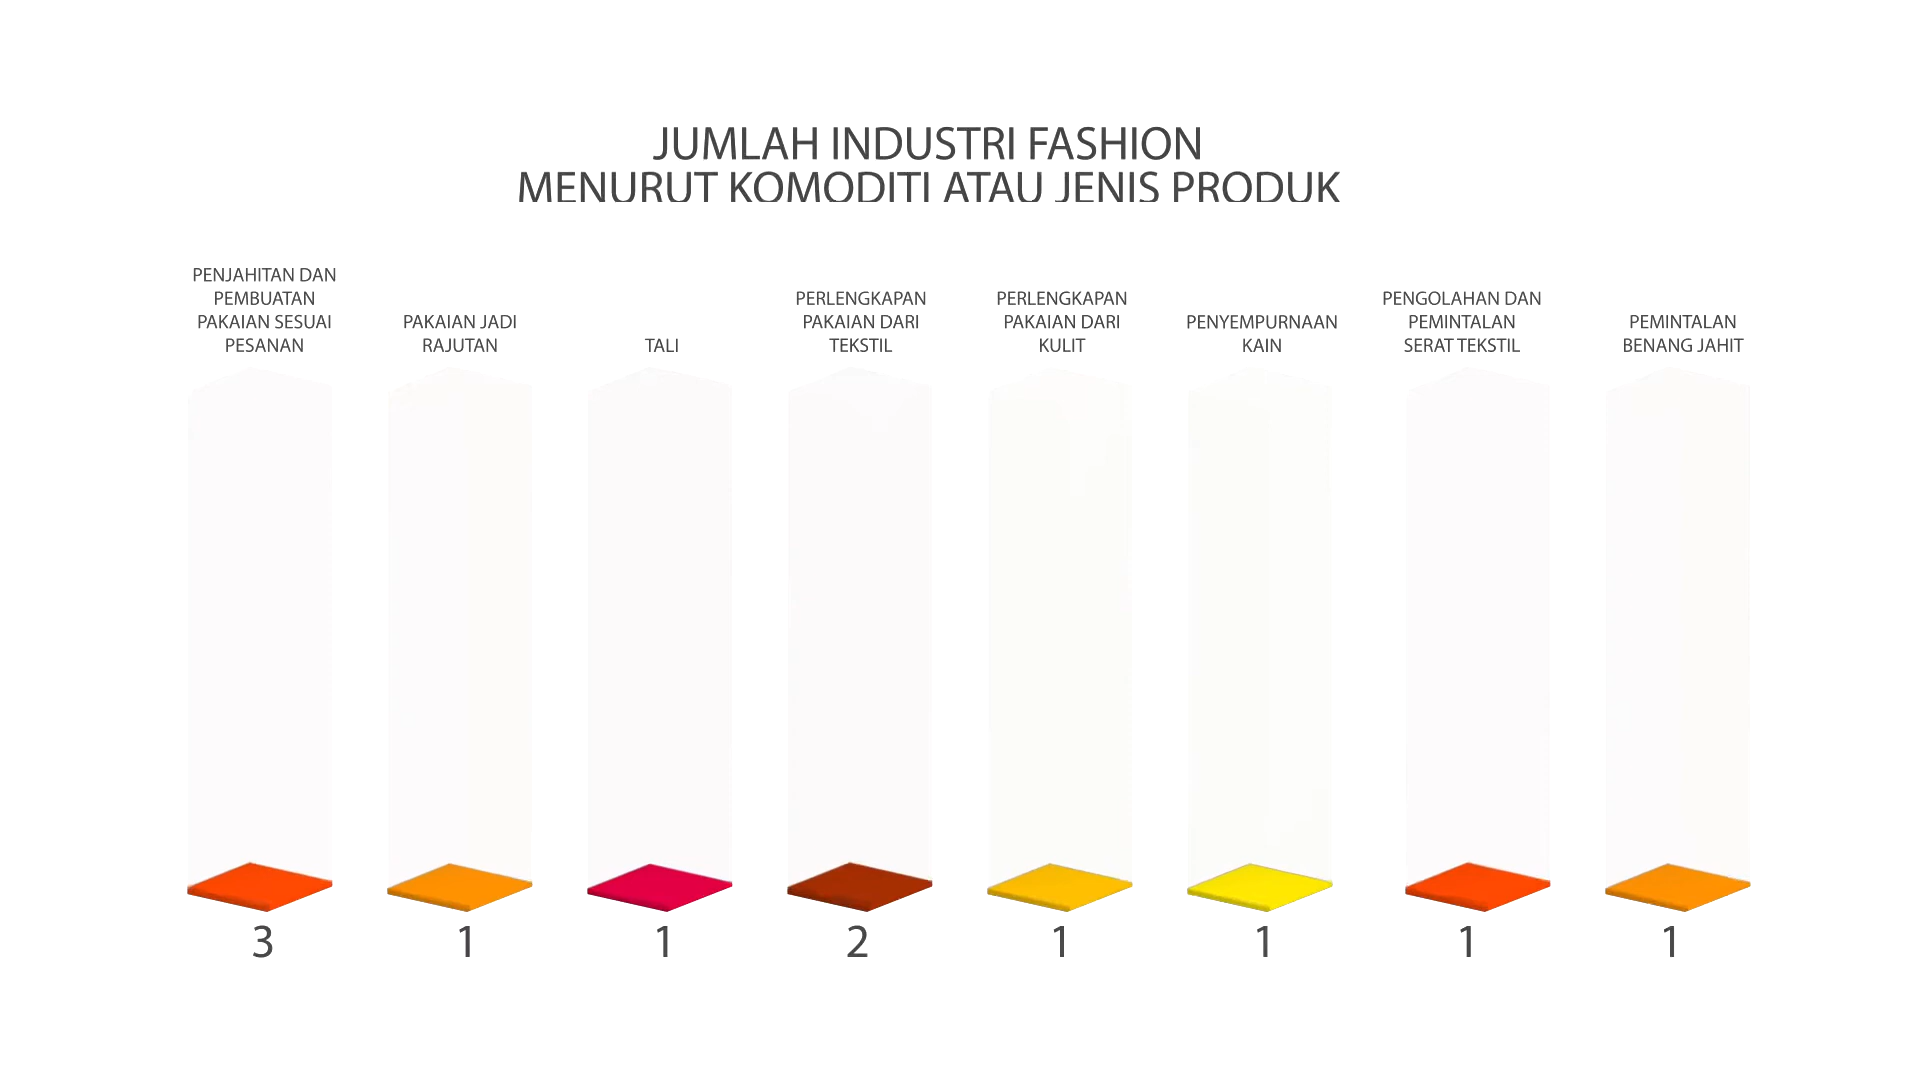 JUMLAH INDUSTRI FASHION
MENURUT KOMODITI ATAU JENIS PRODUK
PENJAHITAN DAN
PEMBUATAN
PAKAIAN SESUAI
PESANAN
PAKAIAN JADI
RAJUTAN
TALI
PERLENGKAPAN
PAKAIAN DARI
TEKSTIL
PERLENGKAPAN
PAKAIAN DARI
KULIT
PENYEMPURNAAN
KAIN
PENGOLAHAN DAN
PEMINTALAN
SERAT TEKSTIL
PEMINTALAN
BENANG JAHIT
3
1
1
2
1
1
1
1